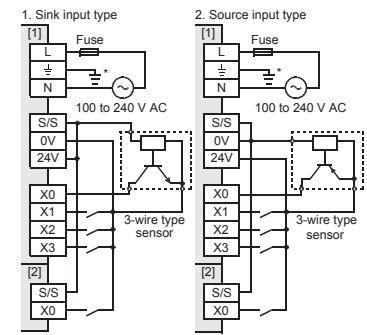 1. Sink input type
[1]
Fuse
L
*
N
100 to 240 V AC
S/S
0V
24V
X0
X1
X2
X3
3-wire type
sensor
[2]
S/S
X0
2. Source input type
[1]
Fuse
L
*
N
100 to 240 V AC
S/S
0V
24V
X0
X1
X2
X3
3-wire type
sensor
[2]
S/S
X0